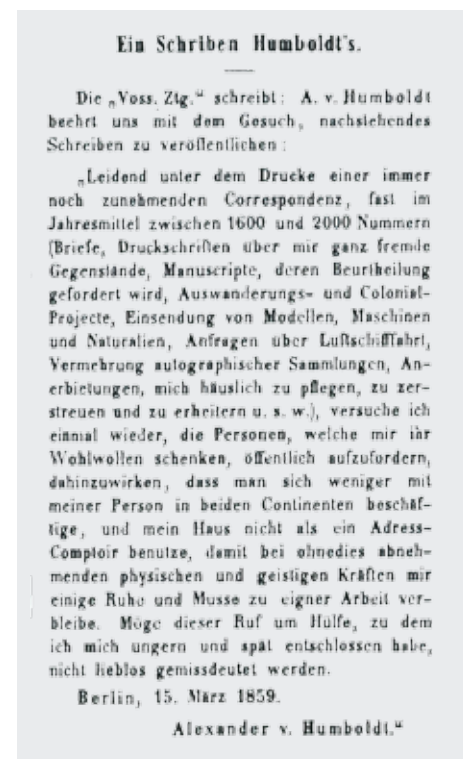 Ein Schreiben Humboldt's.
Die „Voss. Ztg.“ schreibt: A. v. Humboldt
beehrt uns mit dem Gesuch, nachstehendes
Schreiben zu veröffentlichen:
„Leidend unter dem Drucke einer immer
noch zunehmenden Correspondenz, fast im
Jahresmittel zwischen 1600 und 2000 Nummern
(Briefe, Druckschriften über mir ganz fremde
Gegenstände, Manuscripte, deren Beurtheilung
gefordert wird, Auswanderungs- und Colonial-
Projecte, Einsendung von Modellen, Maschinen
und Naturalien, Anfragen über Luftschifffahrt,
Vermehrung autographischer Sammlungen, An-
erbietungen, mich häuslich zu pflegen, zu zer-
streuen und zu erheitern u. s. w.), versuche ich
einmal wieder, die Personen, welche mir ihr
Wohlwollen schenken, öffentlich aufzufordern,
dahinzuwirken, dass man sich weniger mit
meiner Person in beiden Continenten beschäf-
tige, und mein Haus nicht als ein Adress-
Comptoir benutze, damit bei ohnedies abneh-
menden physischen und geistigen Kräften mir
einige Ruhe und Musse zu eigner Arbeit ver-
bleibe. Möge dieser Ruf um Hülfe, zu dem
ich mich ungern und spät entschlossen habe,
nicht lieblos gemissdeutet werden.
Berlin, 15. März 1859.
Alexander v. Humboldt.“